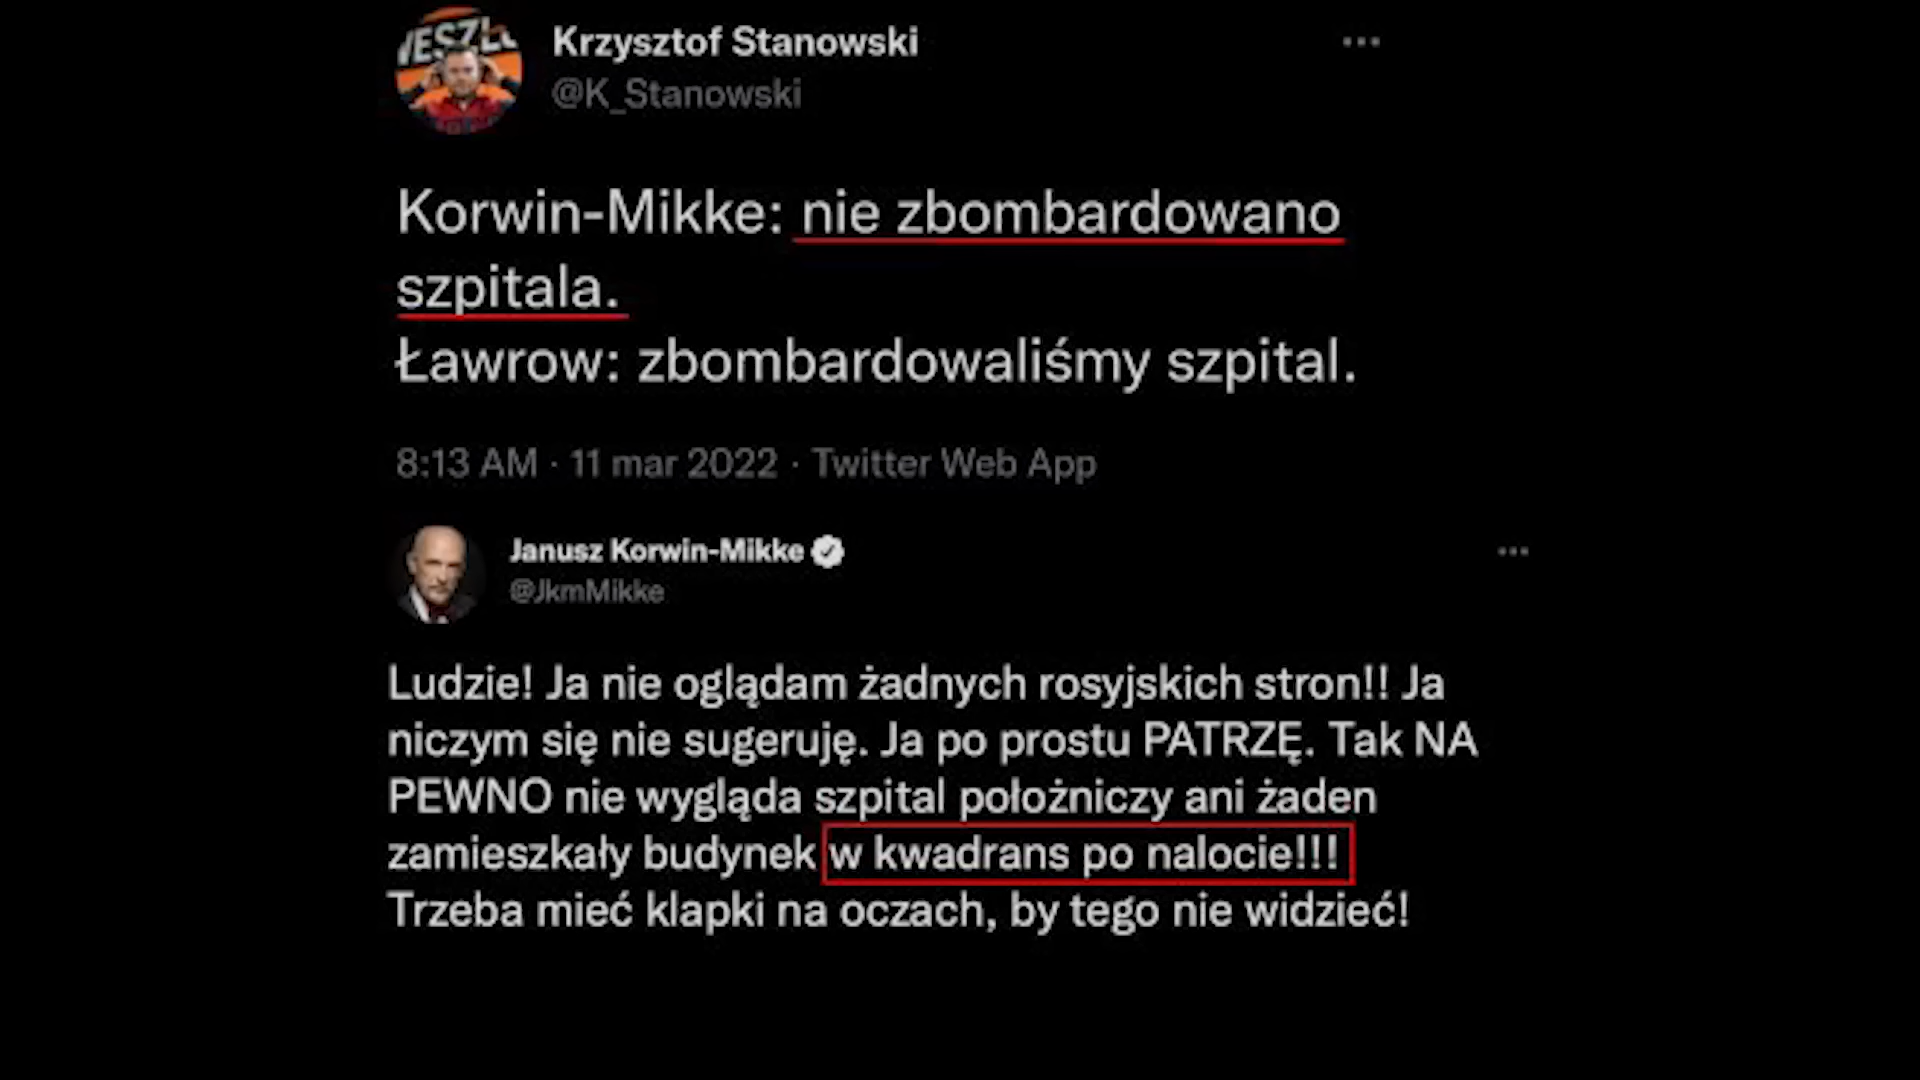 WESZŁ
Krzysztof Stanowski
@K_Stanowski
Korwin-Mikke: nie zbombardowano
szpitala.
Ławrow: zbombardowaliśmy szpital.
8:13 AM · 11 mar 2022 · Twitter Web App
Janusz Korwin-Mikke
@JkmMikke
Ludzie! Ja nie oglądam żadnych rosyjskich stron!! Ja
niczym się nie sugeruję. Ja po prostu PATRZĘ. Tak NA
PEWNO nie wygląda szpital położniczy ani żaden
zamieszkały budynek w kwadrans po nalocie!!!
Trzeba mieć klapki na oczach, by tego nie widzieć!